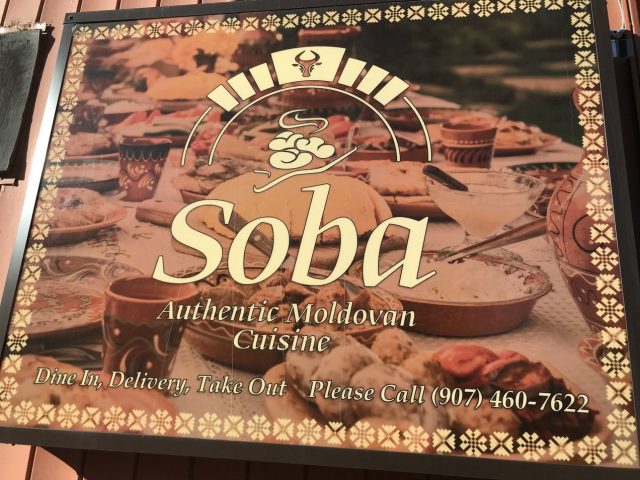 Soba
Authentic Moldovan
Cuisine
Dine In, Delivery, Take Out Please Call (907) 460-7622